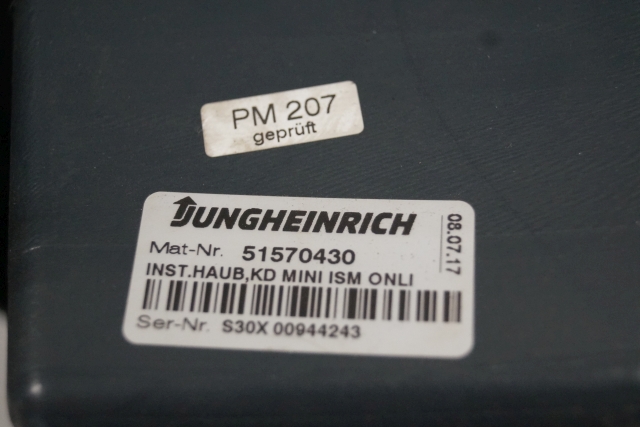 PM 207
geprüft
JUNGHEINRICH
08.07.17
Mat-Nr. 51570430
INST.HAUB,KD MINI ISM ONLI
Ser-Nr. S30X 00944243